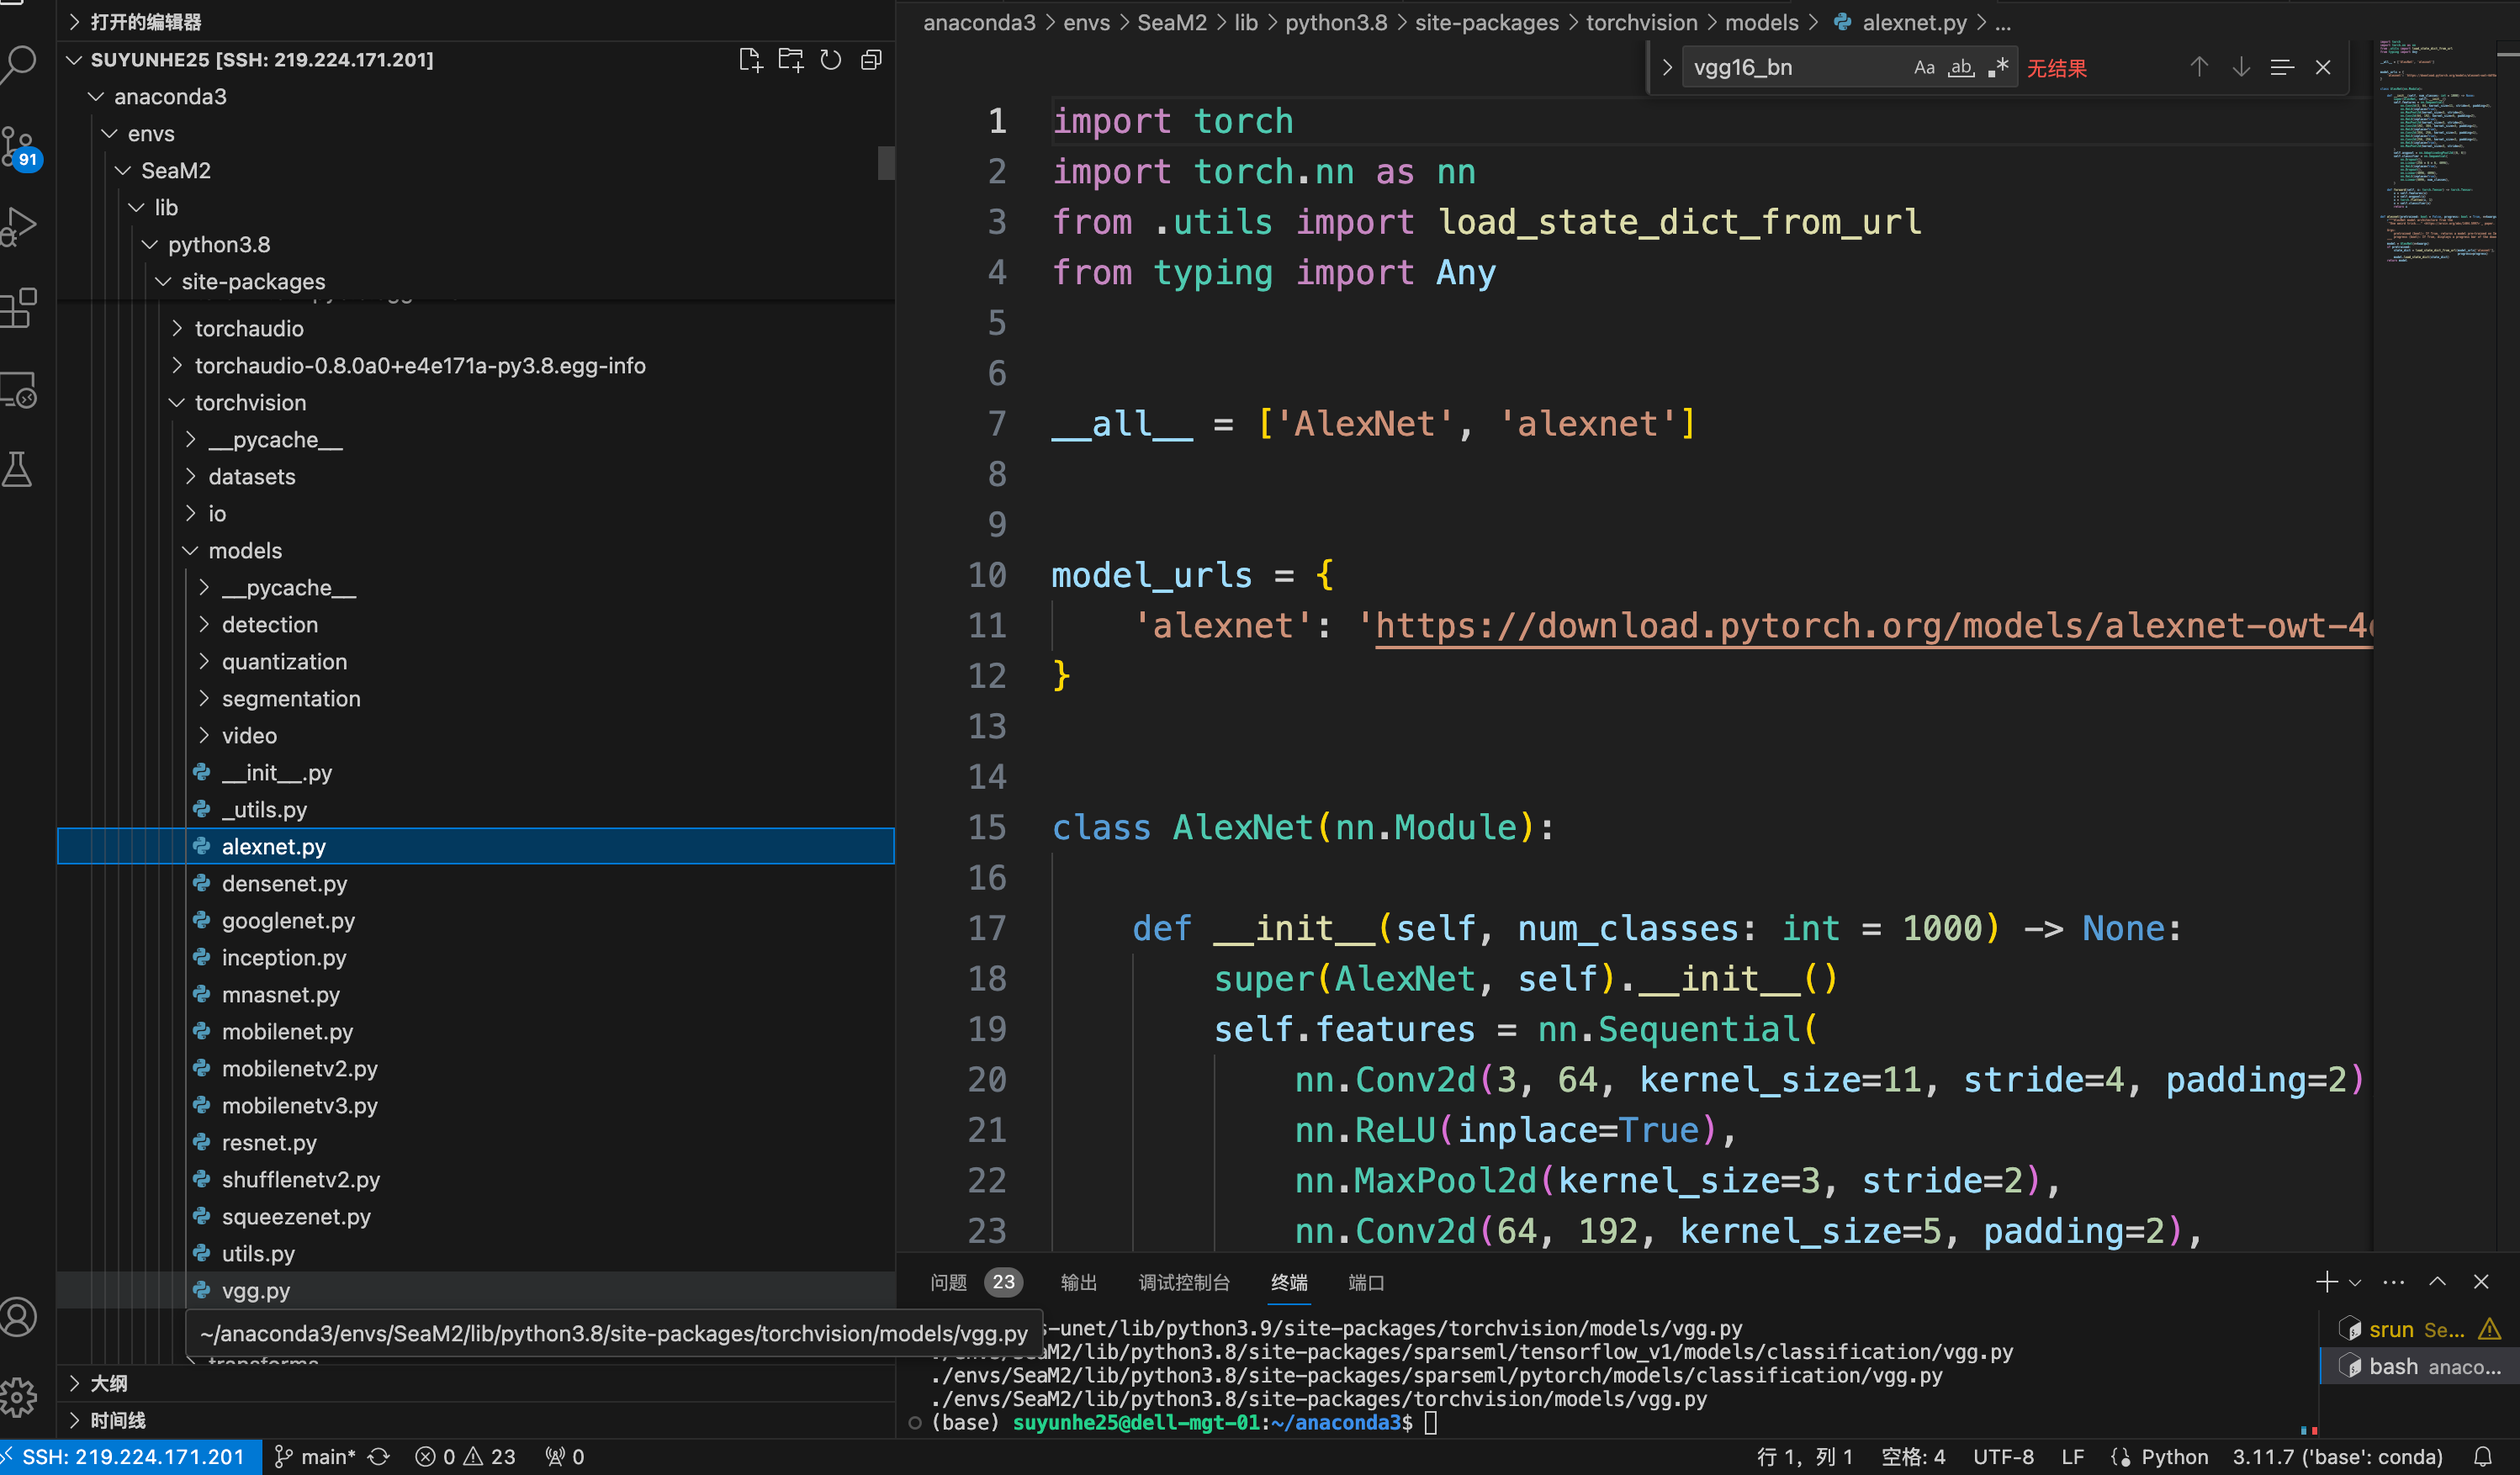 打开的编辑器
SUYUNHE25 [SSH: 219.224.171.201]
anaconda3
envs
SeaM2
lib
python3.8
site-packages
torchaudio
torchaudio-0.8.0a0+e4e171a-py3.8.egg-info
torchvision
__pycache__
datasets
io
models
__pycache__
detection
quantization
segmentation
video
__init__.py
_utils.py
alexnet.py
densenet.py
googlenet.py
inception.py
mnasnet.py
mobilenet.py
mobilenetv2.py
mobilenetv3.py
resnet.py
shufflenetv2.py
squeezenet.py
utils.py
vgg.py
~/anaconda3/envs/SeaM2/lib/python3.8/site-packages/torchvision/models/vgg.py
大纲
时间线
91
anaconda3 > envs > SeaM2 > lib > python3.8 > site-packages > torchvision > models > alexnet.py > ...
vgg16_bn Aa ab .* 无结果
1 import torch
2 import torch.nn as nn
3 from .utils import load_state_dict_from_url
4 from typing import Any
5
6
7 __all__ = ['AlexNet', 'alexnet']
8
9
10 model_urls = {
11 'alexnet': 'https://download.pytorch.org/models/alexnet-owt-4
12 }
13
14
15 class AlexNet(nn.Module):
16
17 def __init__(self, num_classes: int = 1000) -> None:
18 super(AlexNet, self).__init__()
19 self.features = nn.Sequential(
20 nn.Conv2d(3, 64, kernel_size=11, stride=4, padding=2)
21 nn.ReLU(inplace=True),
22 nn.MaxPool2d(kernel_size=3, stride=2),
23 nn.Conv2d(64, 192, kernel_size=5, padding=2),
问题 23 输出 调试控制台 终端 端口
s-unet/lib/python3.9/site-packages/torchvision/models/vgg.py
./envs/SeaM2/lib/python3.8/site-packages/sparseml/tensorflow_v1/models/classification/vgg.py
./envs/SeaM2/lib/python3.8/site-packages/sparseml/pytorch/models/classification/vgg.py
./envs/SeaM2/lib/python3.8/site-packages/torchvision/models/vgg.py
(base) suyunhe25@dell-mgt-01:~/anaconda3$
srun Se...
bash anaco...
SSH: 219.224.171.201 main* 0 23 0 行 1，列 1 空格: 4 UTF-8 LF Python 3.11.7 ('base': conda)